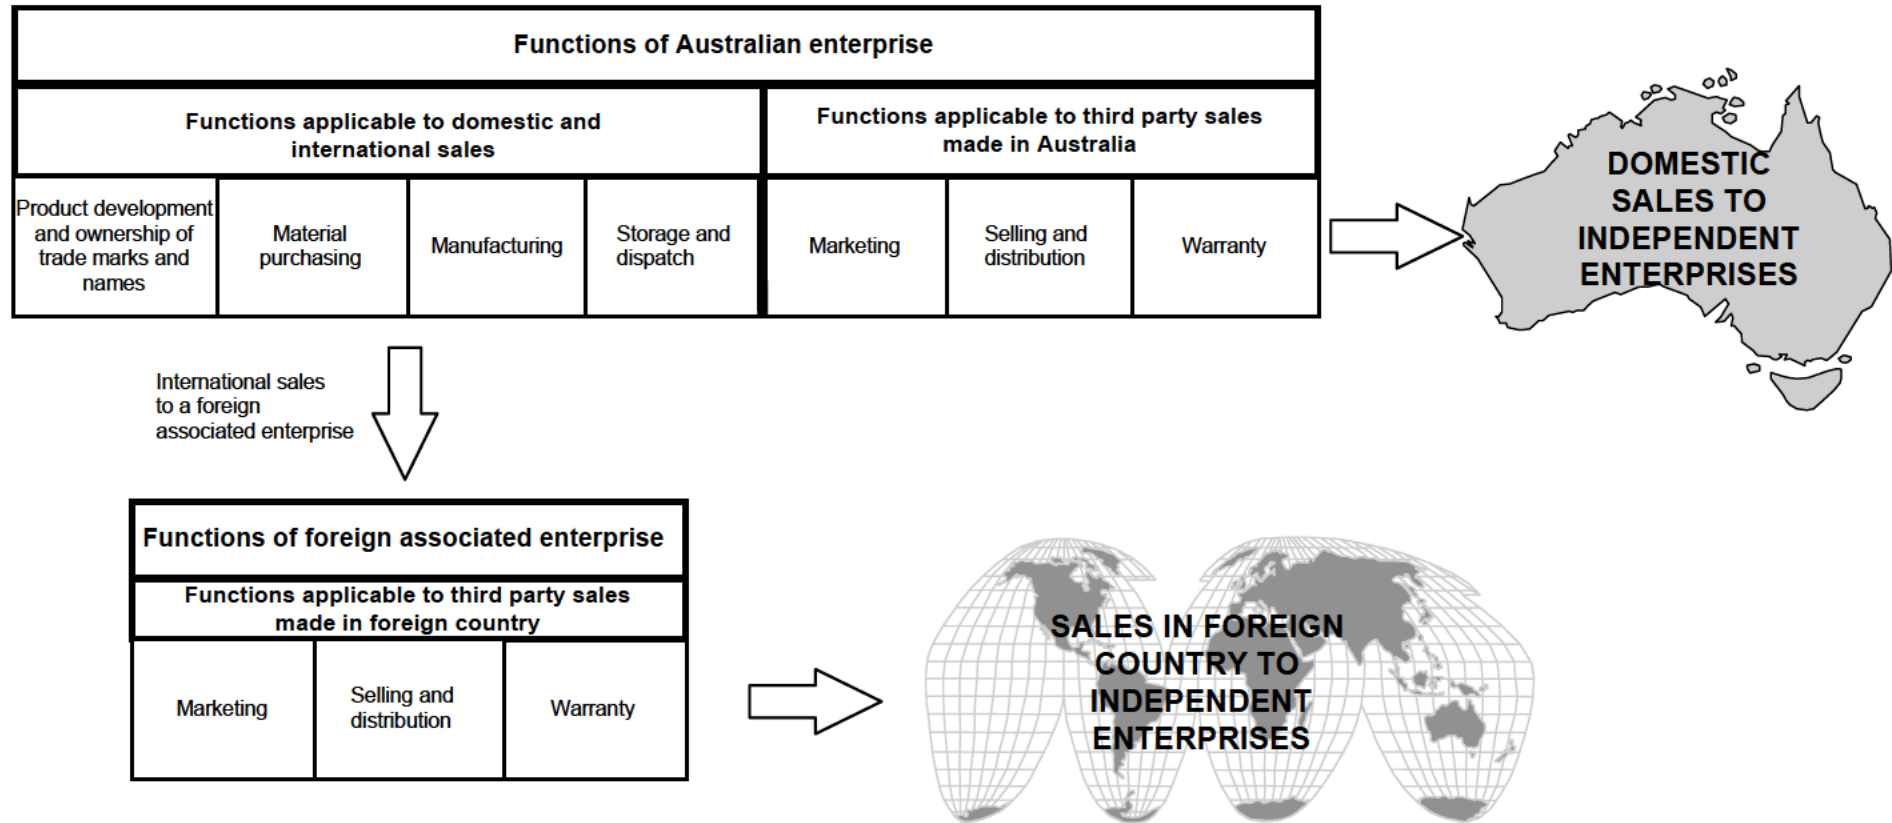 Functions of Australian enterprise
Functions applicable to domestic and
international sales
Functions applicable to third party sales
made in Australia
Product development
and ownership of
trade marks and
names
Material
purchasing
Manufacturing
Storage and
dispatch
Marketing
Selling and
distribution
Warranty
DOMESTIC
SALES TO
INDEPENDENT
ENTERPRISES
International sales
to a foreign
associated enterprise
Functions of foreign associated enterprise
Functions applicable to third party sales
made in foreign country
Marketing
Selling and
distribution
Warranty
SALES IN FOREIGN
COUNTRY TO
INDEPENDENT
ENTERPRISES